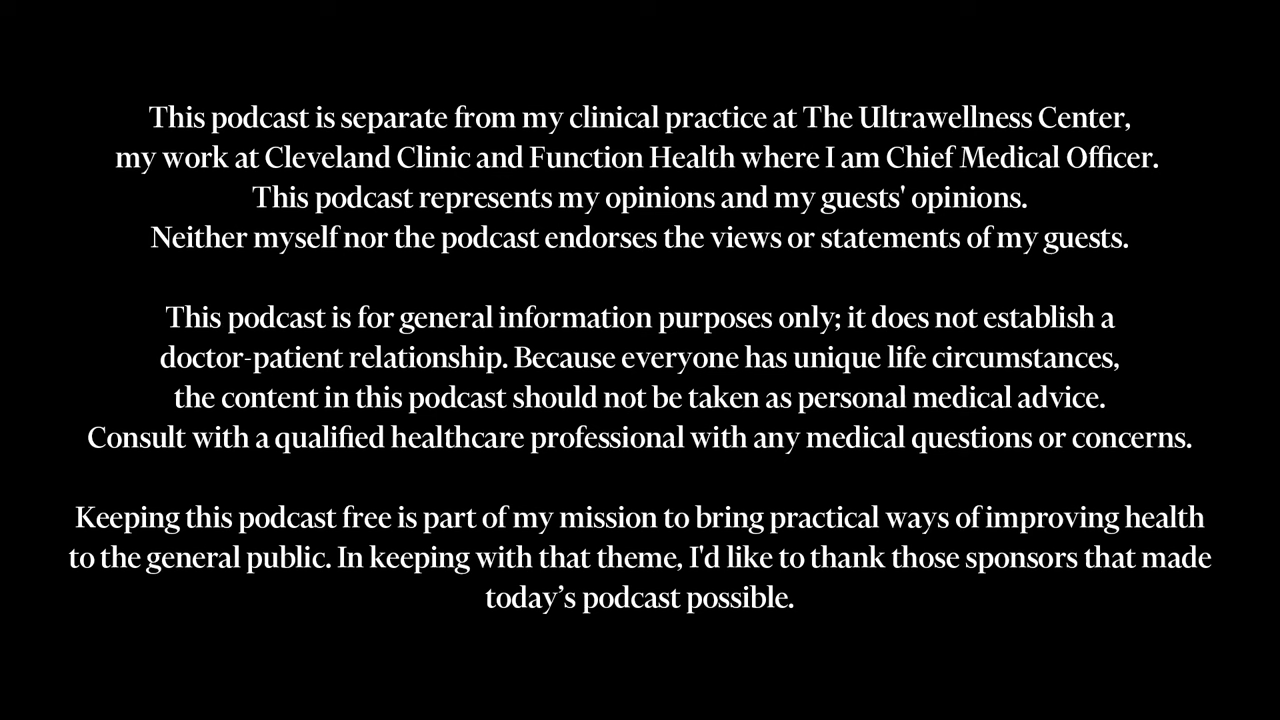 This podcast is separate from my clinical practice at The Ultrawellness Center,
my work at Cleveland Clinic and Function Health where I am Chief Medical Officer.
This podcast represents my opinions and my guests' opinions.
Neither myself nor the podcast endorses the views or statements of my guests.
This podcast is for general information purposes only; it does not establish a
doctor-patient relationship. Because everyone has unique life circumstances,
the content in this podcast should not be taken as personal medical advice.
Consult with a qualified healthcare professional with any medical questions or concerns.
Keeping this podcast free is part of my mission to bring practical ways of improving health
to the general public. In keeping with that theme, I'd like to thank those sponsors that made
today’s podcast possible.